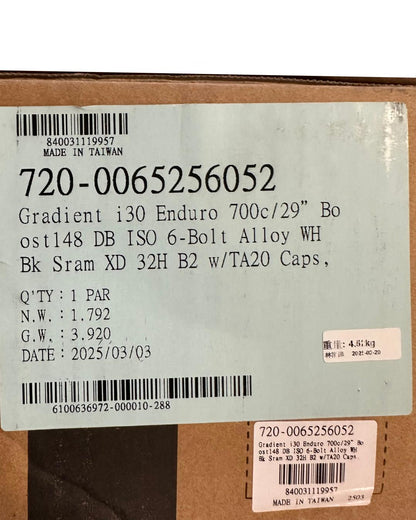 840031119957
MADE IN TAIWAN
720-0065256052
Gradient i30 Enduro 700c/29” Bo
ost148 DB ISO 6-Bolt Alloy WH
Bk Sram XD 32H B2 w/TA20 Caps,
Q'TY : 1 PAR
N.W. : 1.792
G.W. : 3.920
DATE : 2025/03/03
重量: kg
6100636972-000010-288
720-0065256052
Gradient i30 Enduro 700c/29” Bo
ost148 DB ISO 6-Bolt Alloy WH
Bk Sram XD 32H B2 w/TA20 Caps
840031119957
MADE IN TAIWAN 2503